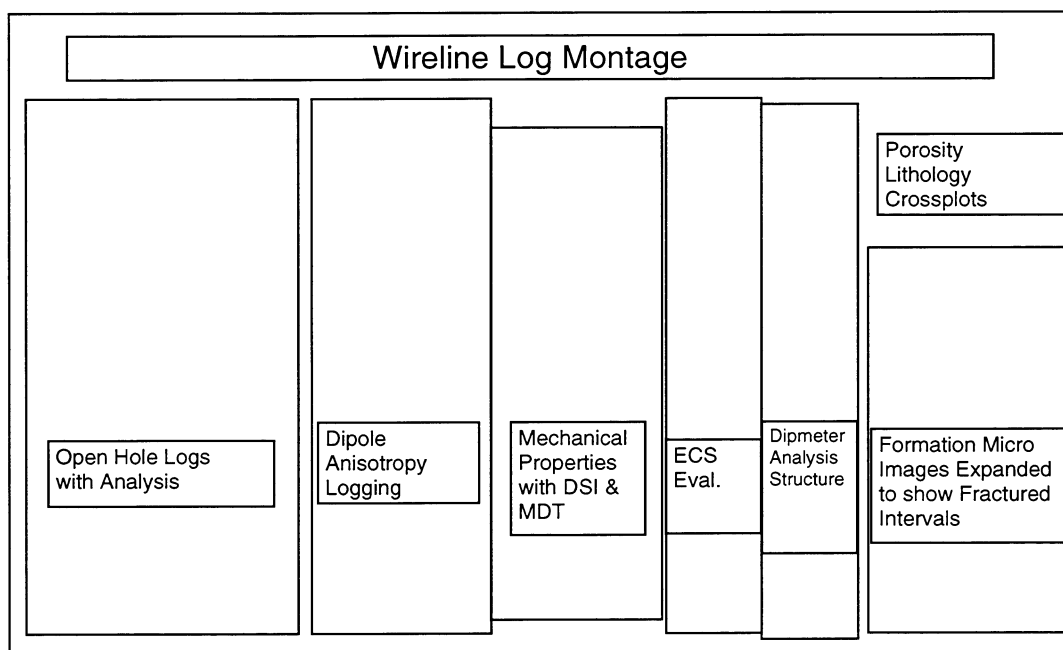 Wireline Log Montage
Open Hole Logs
with Analysis
Dipole
Anisotropy
Logging
Mechanical
Properties
with DSI &
MDT
ECS
Eval.
Dipmeter
Analysis
Structure
Porosity
Lithology
Crossplots
Formation Micro
Images Expanded
to show Fractured
Intervals